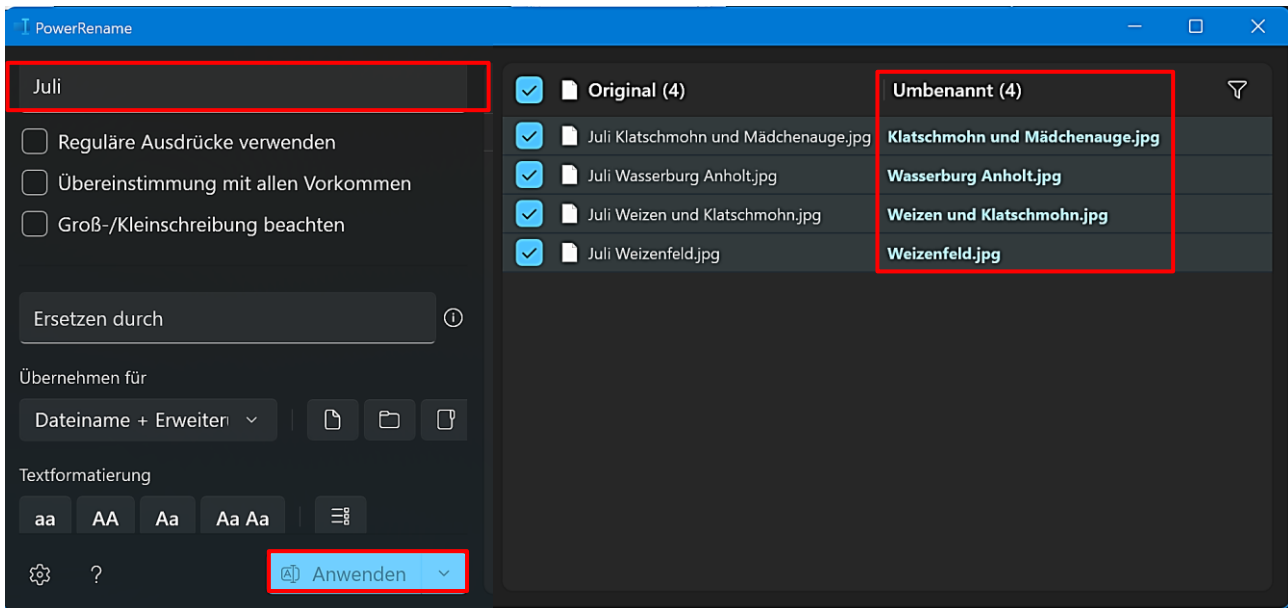 PowerRename
Juli
Reguläre Ausdrücke verwenden
Übereinstimmung mit allen Vorkommen
Groß-/Kleinschreibung beachten
Ersetzen durch
Übernehmen für
Dateiname + Erweiter
Textformatierung
aa AA Aa Aa Aa
? Anwenden
Original (4) Umbenannt (4)
Juli Klatschmohn und Mädchenauge.jpg Klatschmohn und Mädchenauge.jpg
Juli Wasserburg Anholt.jpg Wasserburg Anholt.jpg
Juli Weizen und Klatschmohn.jpg Weizen und Klatschmohn.jpg
Juli Weizenfeld.jpg Weizenfeld.jpg